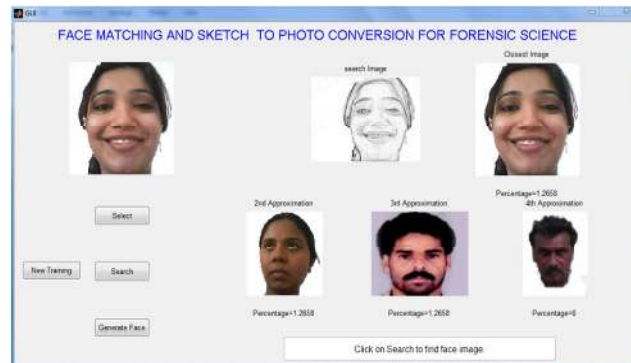 GUI
FACE MATCHING AND SKETCH TO PHOTO CONVERSION FOR FORENSIC SCIENCE
search Image
Closest Image
Percentage=1.2658
Select
2nd Approximation
3rd Approximation
4th Approximation
New Training
Search
Percentage=1.2658
Percentage=1.2658
Percentage=0
Generate Face
Click on Search to find face image